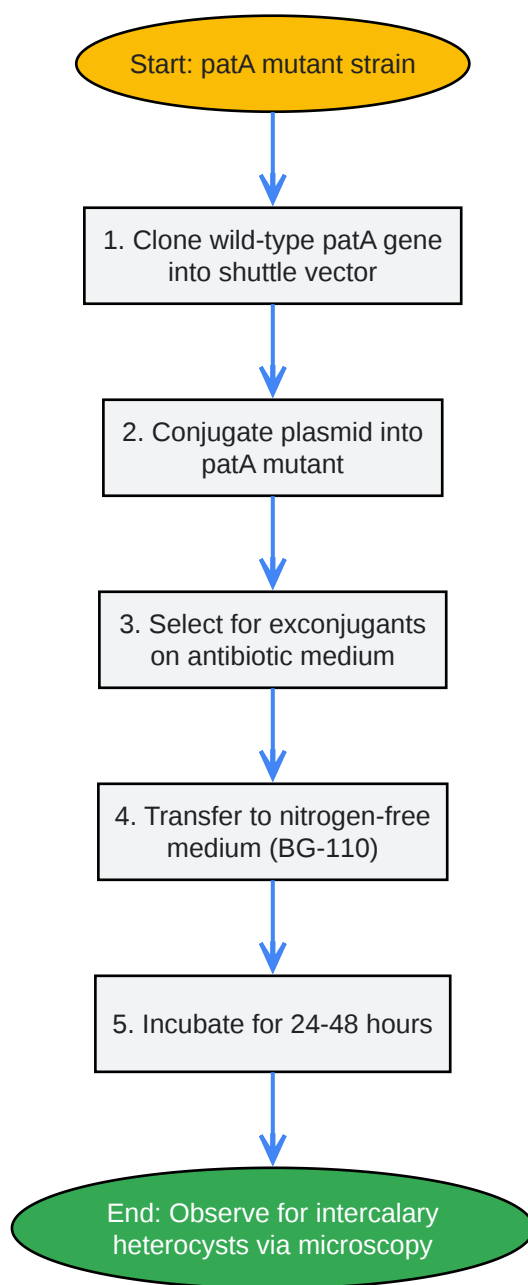 Start: patA mutant strain
1. Clone wild-type patA gene
into shuttle vector
2. Conjugate plasmid into
patA mutant
3. Select for exconjugants
on antibiotic medium
4. Transfer to nitrogen-free
medium (BG-110)
5. Incubate for 24-48 hours
End: Observe for intercalary
heterocysts via microscopy